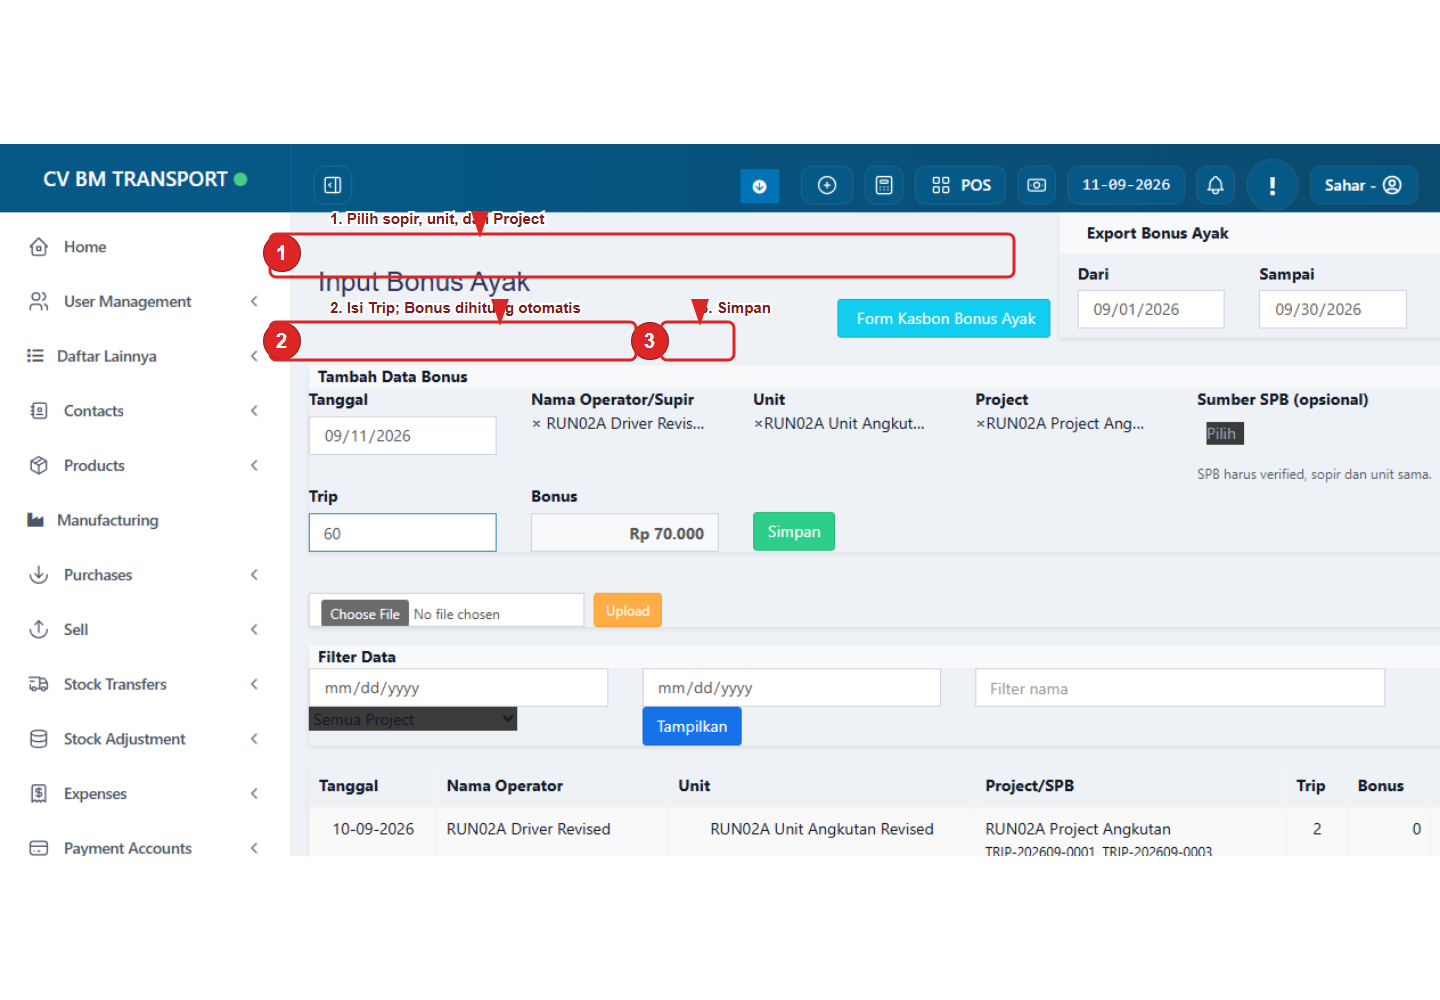 CV BM TRANSPORT
POS
11-09-2026
!
Sahar -
Home
User Management
Daftar Lainnya
Contacts
Products
Manufacturing
Purchases
Sell
Stock Transfers
Stock Adjustment
Expenses
Payment Accounts
1. Pilih sopir, unit, dan Project
1
Input Bonus Ayak
2. Isi Trip; Bonus dihitung otomatis
3. Simpan
2
3
Form Kasbon Bonus Ayak
Export Bonus Ayak
Dari
Sampai
09/01/2026
09/30/2026
Tambah Data Bonus
Tanggal
Nama Operator/Supir
Unit
Project
Sumber SPB (opsional)
09/11/2026
× RUN02A Driver Revis...
×RUN02A Unit Angkut...
×RUN02A Project Ang...
Pilih
SPB harus verified, sopir dan unit sama.
Trip
Bonus
60
Rp 70.000
Simpan
Choose File No file chosen
Upload
Filter Data
mm/dd/yyyy
mm/dd/yyyy
Filter nama
Semua Project
Tampilkan
Tanggal Nama Operator Unit Project/SPB Trip Bonus
10-09-2026 RUN02A Driver Revised RUN02A Unit Angkutan Revised RUN02A Project Angkutan 2 0
TRIP-202609-0001, TRIP-202609-0003